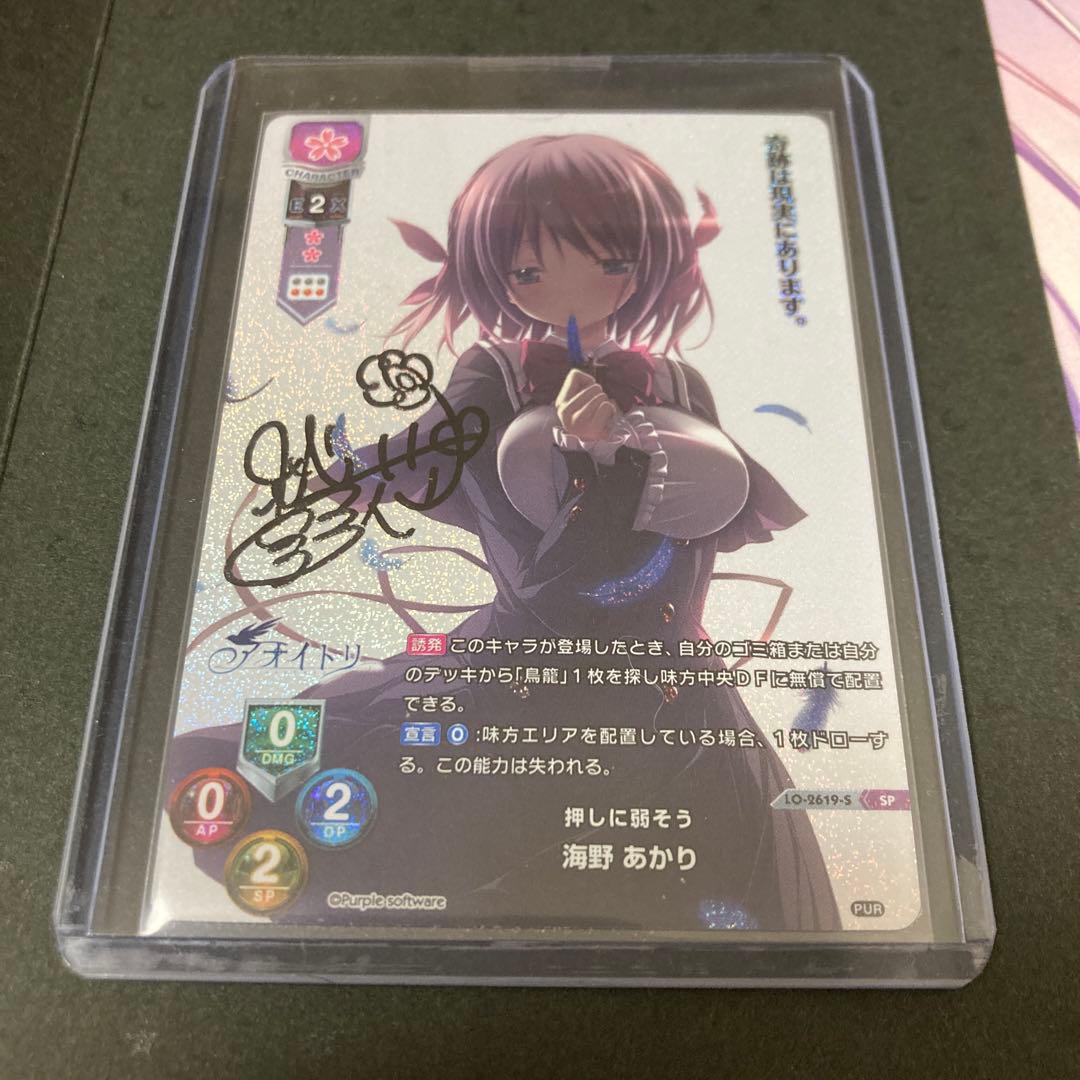 CHARACTER
E 2 X
奇跡は現実にあります。
アオイトリ
誘発 このキャラが登場したとき、自分のゴミ箱または自分
のデッキから「鳥籠」1枚を探し味方中央DFに無償で配置
できる。
宣言 0 :味方エリアを配置している場合、1枚ドローす
る。この能力は失われる。
0
DMG
0
AP
2
DP
2
SP
LO-2619-S SP
押しに弱そう
海野 あかり
©Purple software
PUR